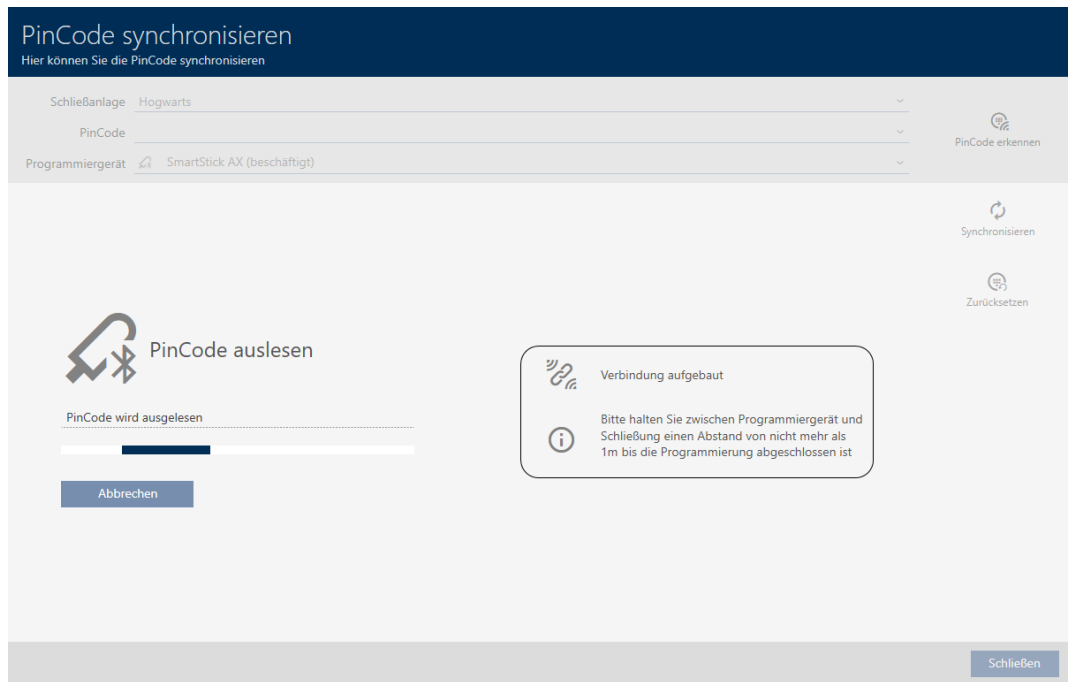 PinCode synchronisieren
Hier können Sie die PinCode synchronisieren
Schließanlage Hogwarts
PinCode
Programmiergerät SmartStick AX (beschäftigt)
PinCode erkennen
Synchronisieren
Zurücksetzen
PinCode auslesen
PinCode wird ausgelesen
Abbrechen
Verbindung aufgebaut
Bitte halten Sie zwischen Programmiergerät und
Schließung einen Abstand von nicht mehr als
1m bis die Programmierung abgeschlossen ist
Schließen